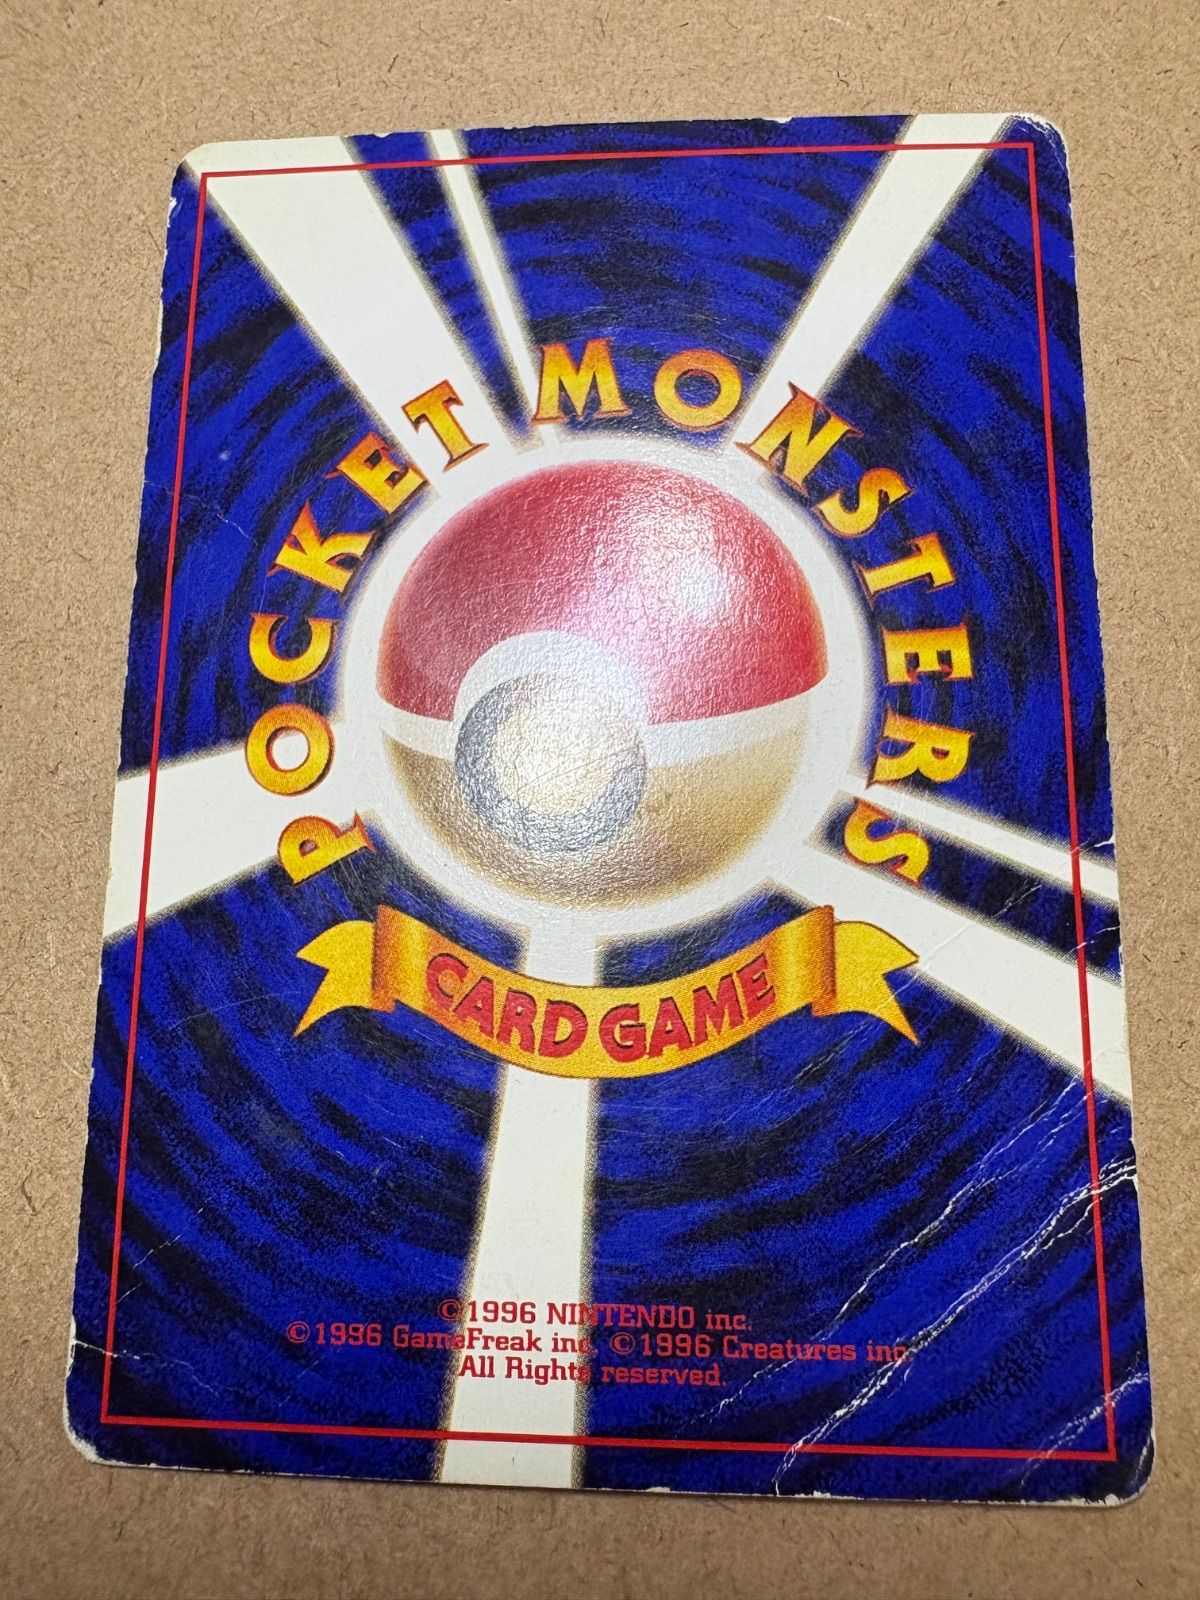 POCKET MONSTERS
CARD GAME
©1996 NINTENDO inc.
©1996 GameFreak inc. ©1996 Creatures inc.
All Rights reserved.